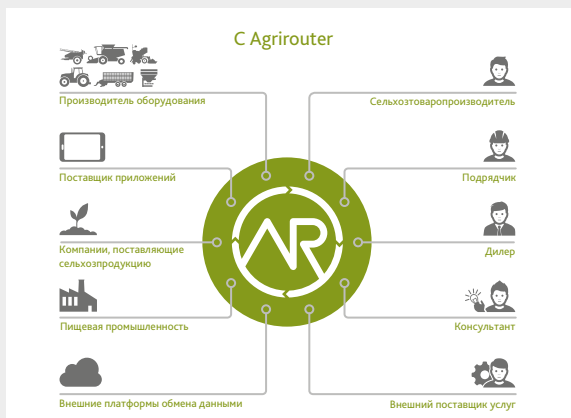 С Agrirouter
Производитель оборудования
Сельхозтоваропроизводитель
Поставщик приложений
Подрядчик
Компании, поставляющие
сельхозпродукцию
Дилер
AR
Пищевая промышленность
Консультант
Внешние платформы обмена данными
Внешний поставщик услуг